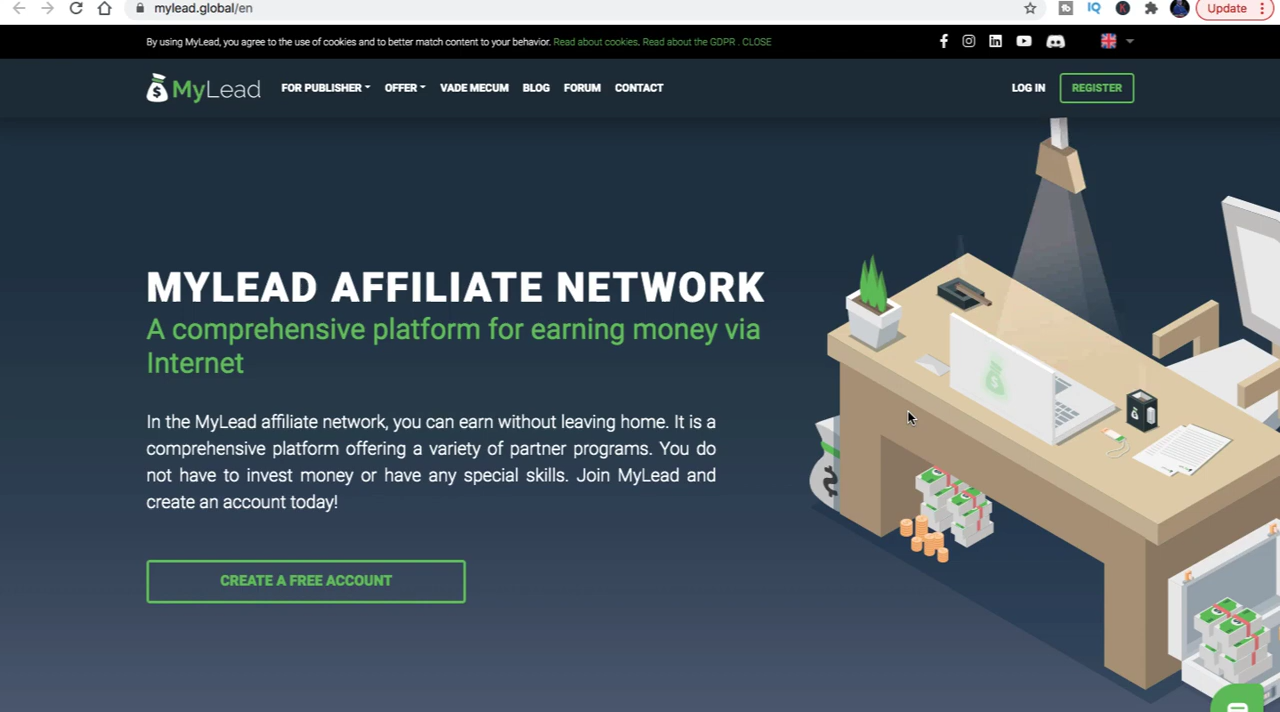 mylead.global/en
Update
By using MyLead, you agree to the use of cookies and to better match content to your behavior. Read about cookies. Read about the GDPR . CLOSE
MyLead FOR PUBLISHER OFFER VADE MECUM BLOG FORUM CONTACT LOG IN REGISTER
MYLEAD AFFILIATE NETWORK
A comprehensive platform for earning money via
Internet
In the MyLead affiliate network, you can earn without leaving home. It is a
comprehensive platform offering a variety of partner programs. You do
not have to invest money or have any special skills. Join MyLead and
create an account today!
CREATE A FREE ACCOUNT